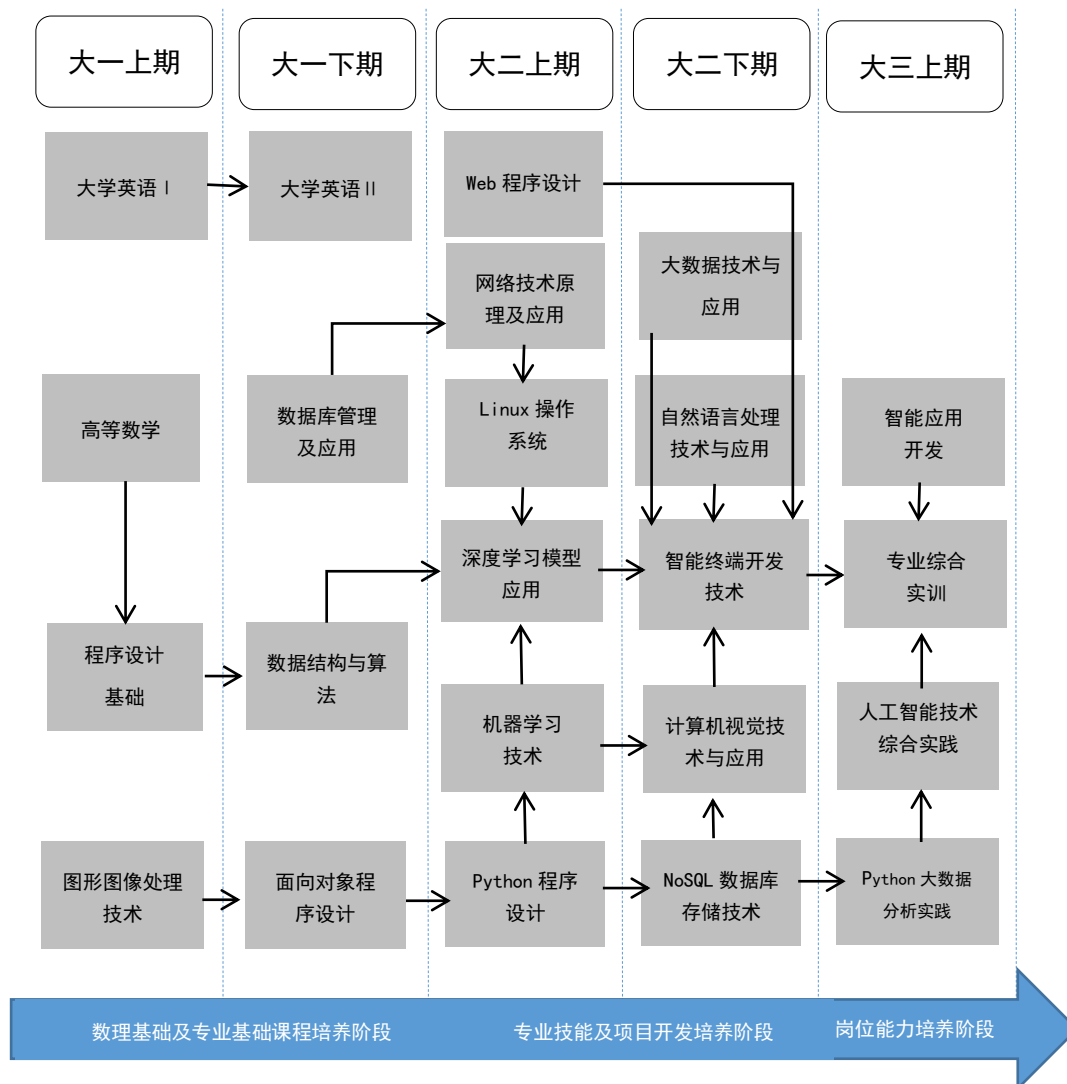 大一上期
大一下期
大二上期
大二下期
大三上期
大学英语Ⅰ
大学英语Ⅱ
Web 程序设计
网络技术原
理及应用
大数据技术与
应用
高等数学
数据库管理
及应用
Linux 操作
系统
自然语言处理
技术与应用
智能应用
开发
深度学习模型
应用
智能终端开发
技术
专业综合
实训
程序设计
基础
数据结构与算
法
机器学习
技术
计算机视觉技
术与应用
人工智能技术
综合实践
图形图像处理
技术
面向对象程
序设计
Python 程序
设计
NoSQL 数据库
存储技术
Python 大数据
分析实践
数理基础及专业基础课程培养阶段
专业技能及项目开发培养阶段
岗位能力培养阶段